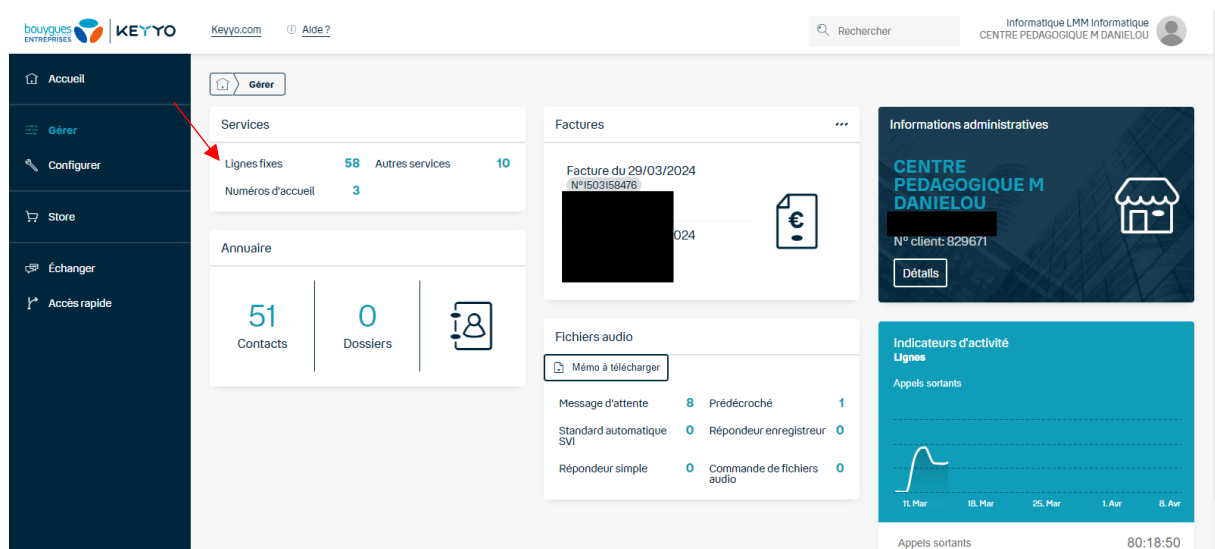 bouygues
ENTREPRISES
KEYYO
Keyyo.com
Aide ?
Rechercher
Informatique LMM Informatique
CENTRE PEDAGOGIQUE M DANIELOU
Accueil
Gérer
Configurer
Store
Échanger
Accès rapide
Gérer
Services
Lignes fixes 58 Autres services 10
Numéros d'accueil 3
Annuaire
51 0
Contacts Dossiers
Factures
Facture du 29/03/2024
N°1503158476
024
€
Fichiers audio
Mémo à télécharger
Message d'attente 8 Prédécroché 1
Standard automatique 0 Répondeur enregistreur 0
SVI
Répondeur simple 0 Commande de fichiers 0
audio
Informations administratives
CENTRE
PEDAGOGIQUE M
DANIELOU
N° client: 829671
Détails
Indicateurs d'activité
Lignes
Appels sortants
11. Mar 18. Mar 25. Mar 1. Avr 8. Avr
Appels sortants 80:18:50